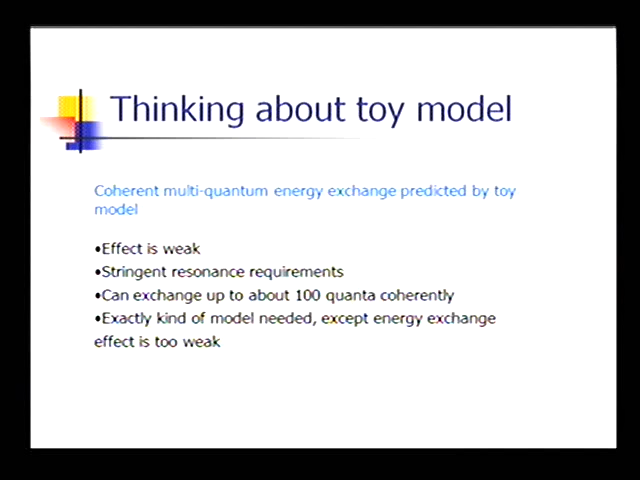 Thinking about toy model
Coherent multi-quantum energy exchange predicted by toy
model
•Effect is weak
•Stringent resonance requirements
•Can exchange up to about 100 quanta coherently
•Exactly kind of model needed, except energy exchange
effect is too weak